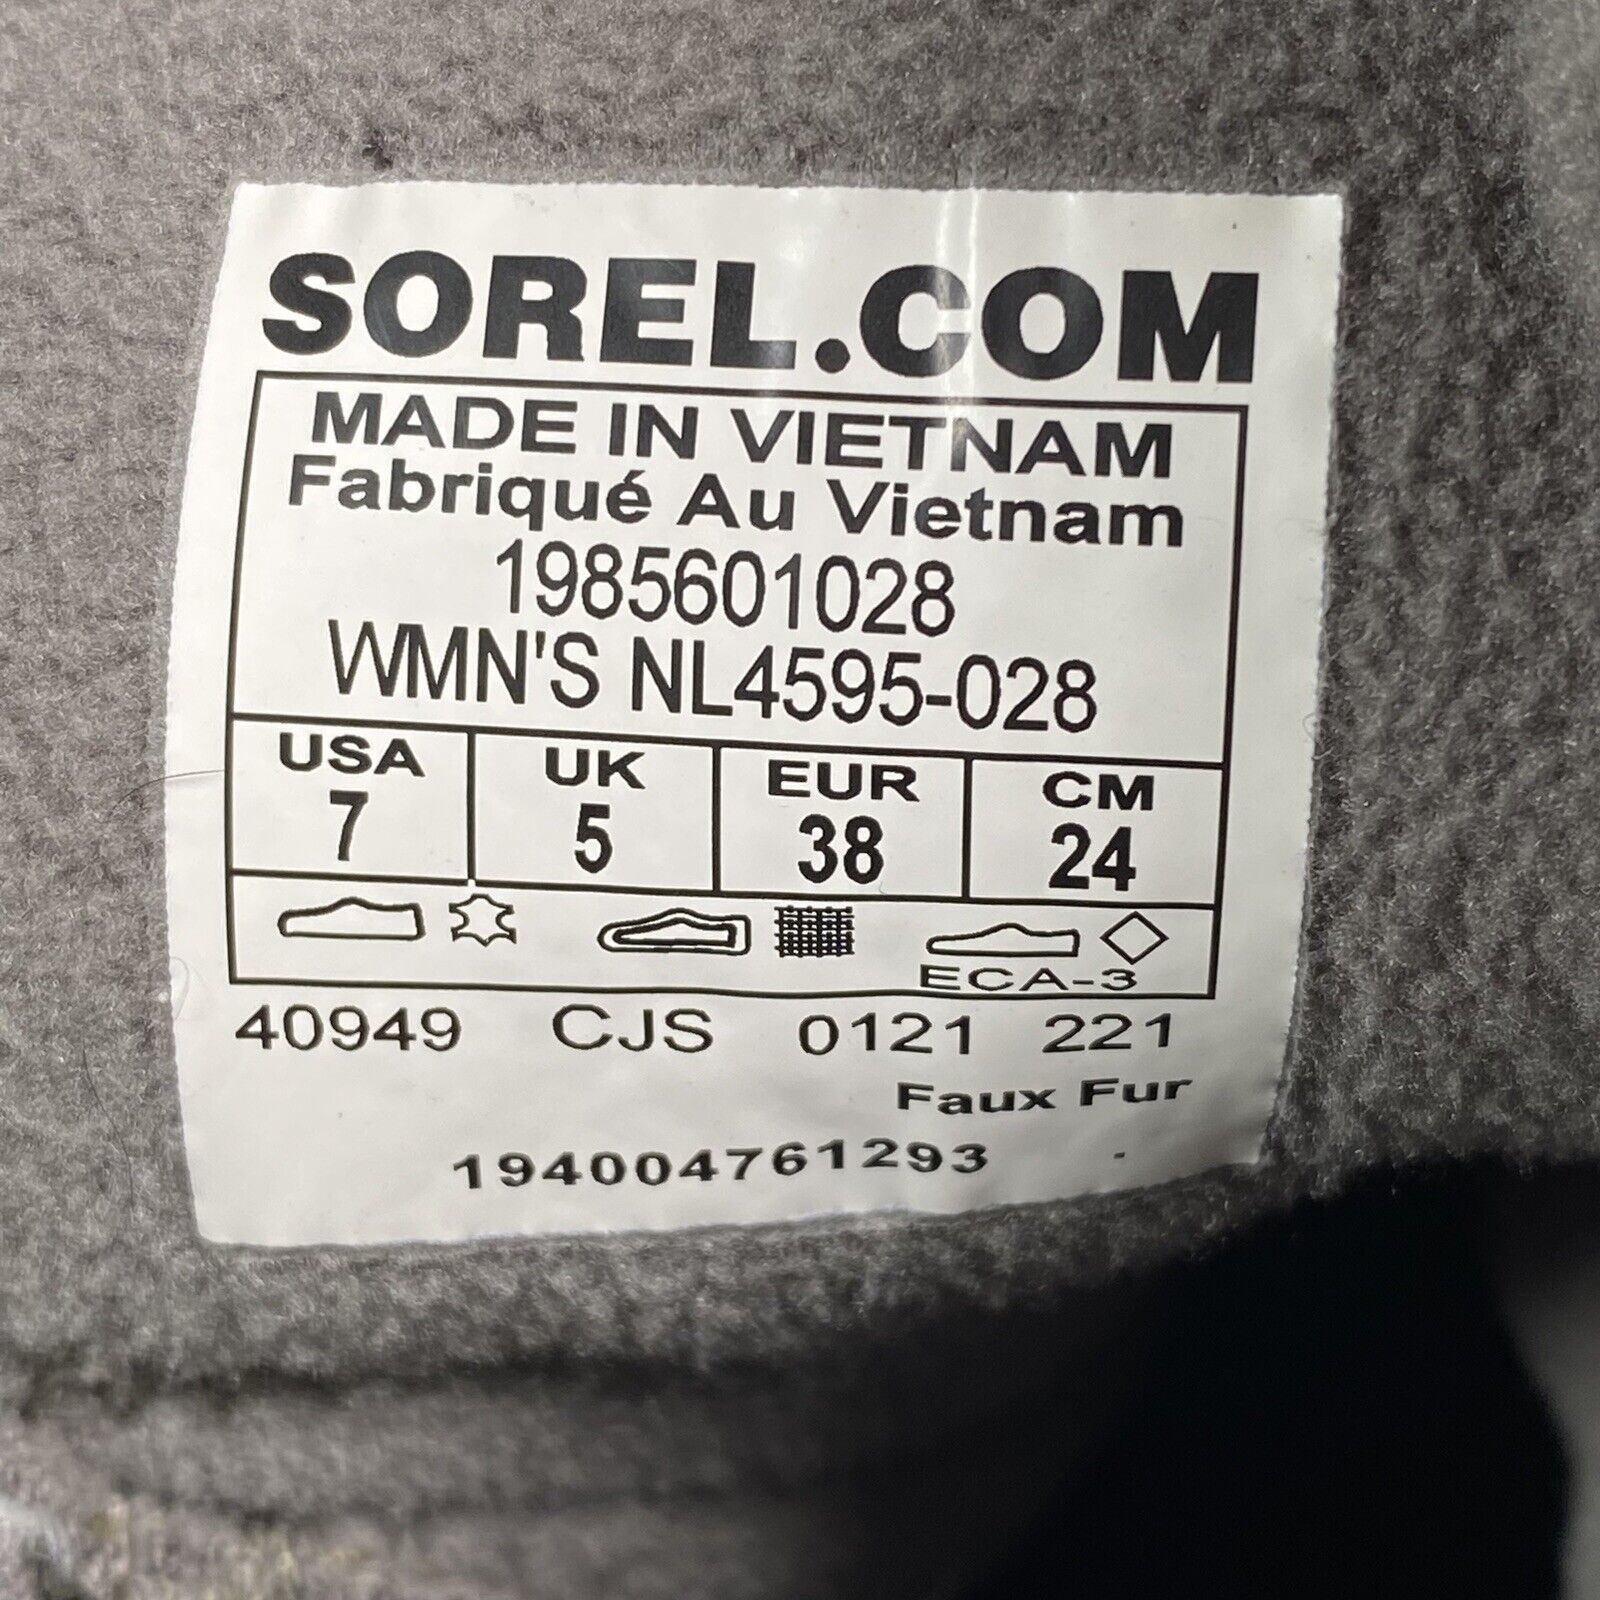 SOREL.COM
MADE IN VIETNAM
Fabriqué Au Vietnam
1985601028
WMN'S NL4595-028
USA UK EUR CM
7 5 38 24
ECA-3
40949 CJS 0121 221
Faux Fur
194004761293